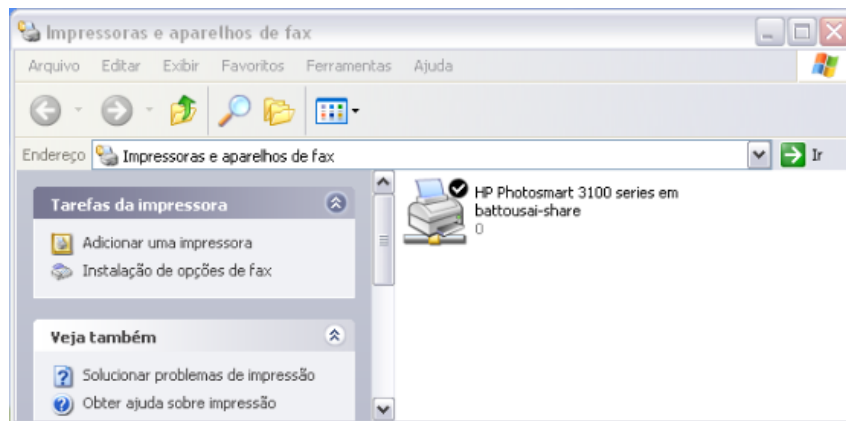 Impressoras e aparelhos de fax
Arquivo Editar Exibir Favoritos Ferramentas Ajuda
Endereço Impressoras e aparelhos de fax Ir
Tarefas da impressora
Adicionar uma impressora
Instalação de opções de fax
Veja também
Solucionar problemas de impressão
Obter ajuda sobre impressão
HP Photosmart 3100 series em
battousai-share
0